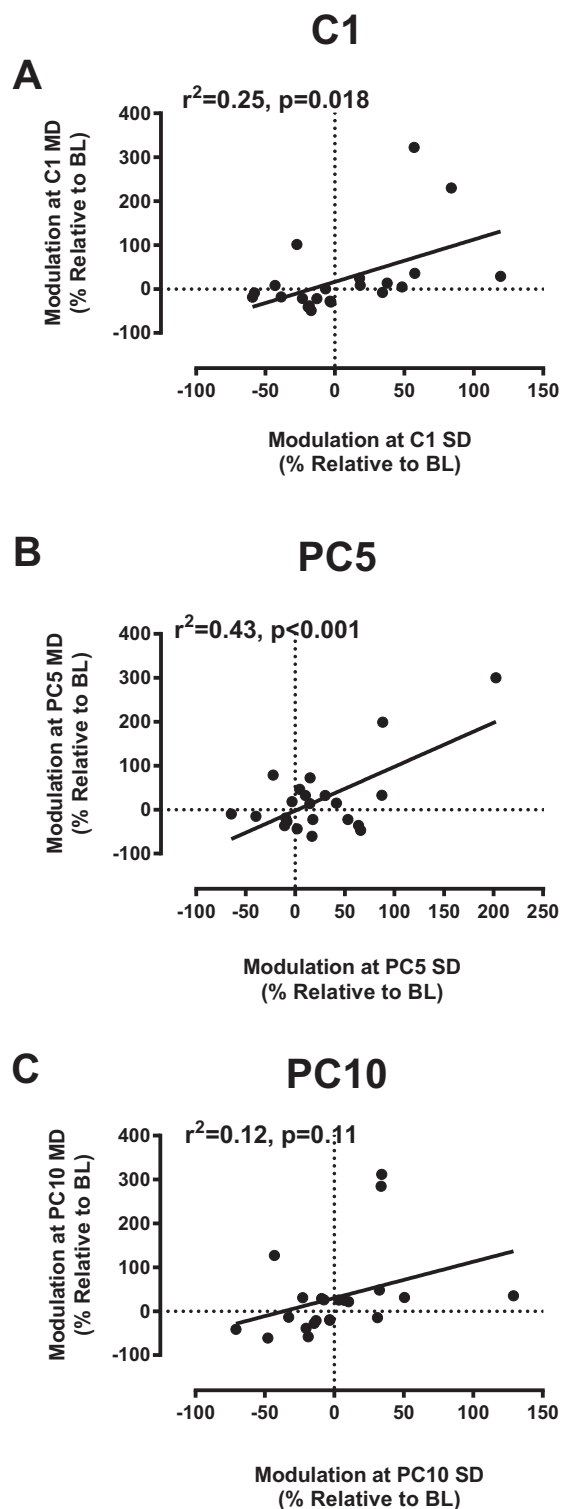 C1
A
r²=0.25, p=0.018
Modulation at C1 MD
(% Relative to BL)
400
300
200
100
0
-100
-100 -50 0 50 100 150
Modulation at C1 SD
(% Relative to BL)
B
PC5
r²=0.43, p<0.001
Modulation at PC5 MD
(% Relative to BL)
400
300
200
100
0
-100
-100 -50 0 50 100 150 200 250
Modulation at PC5 SD
(% Relative to BL)
C
PC10
r²=0.12, p=0.11
Modulation at PC10 MD
(% Relative to BL)
400
300
200
100
0
-100
-100 -50 0 50 100 150
Modulation at PC10 SD
(% Relative to BL)